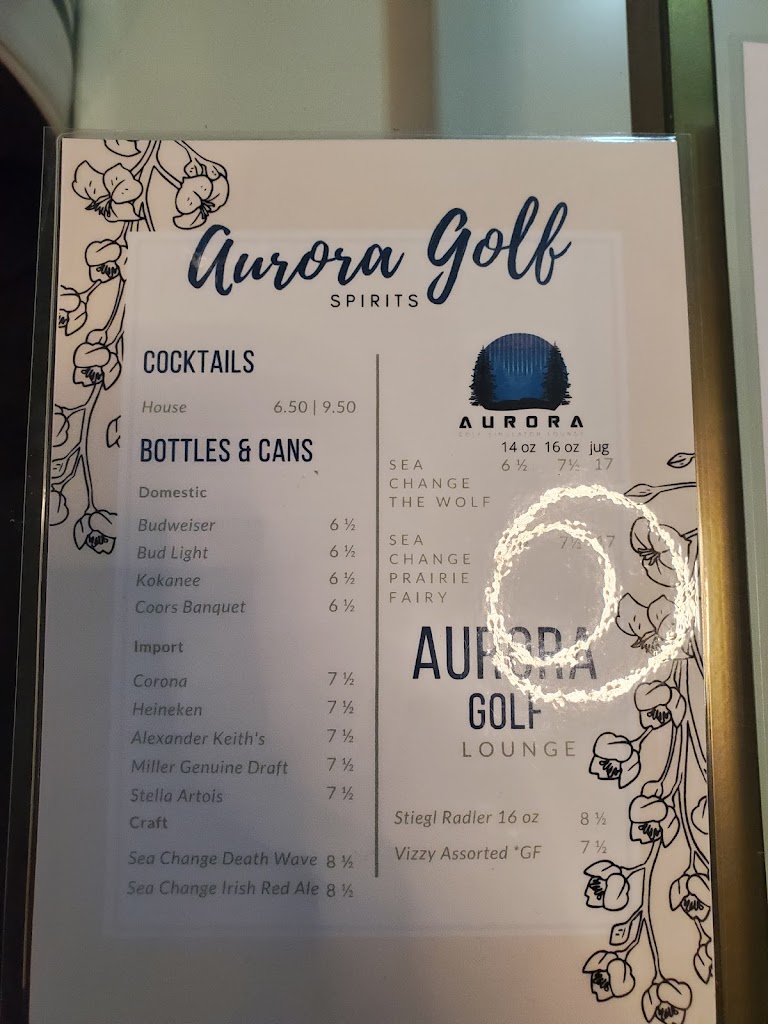 Aurora Golf
SPIRITS
COCKTAILS
House 6.50 | 9.50
BOTTLES & CANS
Domestic
Budweiser 6 ½
Bud Light 6 ½
Kokanee 6 ½
Coors Banquet 6 ½
Import
Corona 7 ½
Heineken 7 ½
Alexander Keith's 7 ½
Miller Genuine Draft 7 ½
Stella Artois 7 ½
Craft
Sea Change Death Wave 8 ½
Sea Change Irish Red Ale 8 ½
AURORA
GOLF SIMULATOR LOUNGE
14 oz 16 oz jug
SEA 6 ½ 7½ 17
CHANGE
THE WOLF
SEA 7½ 17
CHANGE
PRAIRIE
FAIRY
AURORA
GOLF
LOUNGE
Stiegl Radler 16 oz 8 ½
Vizzy Assorted *GF 7 ½